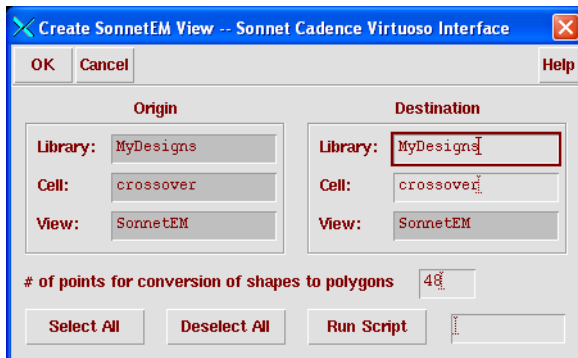 Create SonnetEM View -- Sonnet Cadence Virtuoso Interface
OK Cancel Help
Origin Destination
Library: MyDesigns Library: MyDesigns
Cell: crossover Cell: crossover
View: SonnetEM View: SonnetEM
# of points for conversion of shapes to polygons 48
Select All Deselect All Run Script